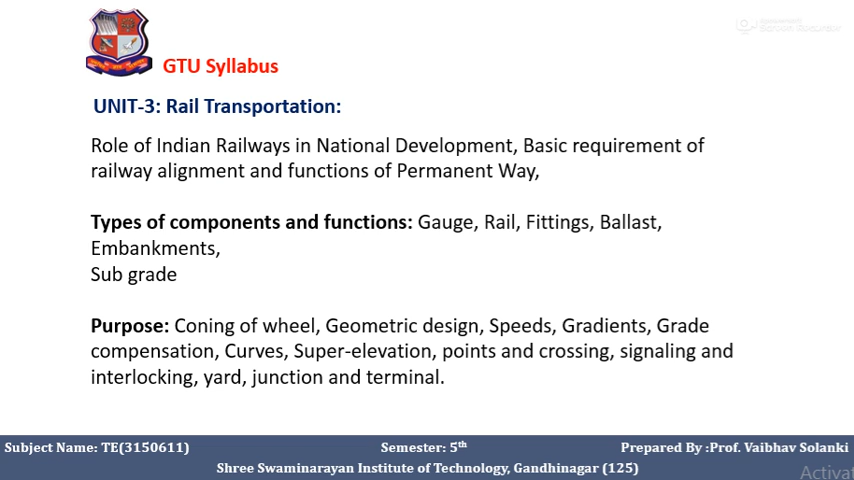 GTU Syllabus
UNIT-3: Rail Transportation:
Role of Indian Railways in National Development, Basic requirement of
railway alignment and functions of Permanent Way,
Types of components and functions: Gauge, Rail, Fittings, Ballast,
Embankments,
Sub grade
Purpose: Coning of wheel, Geometric design, Speeds, Gradients, Grade
compensation, Curves, Super-elevation, points and crossing, signaling and
interlocking, yard, junction and terminal.
Subject Name: TE(3150611) Semester: 5th Prepared By :Prof. Vaibhav Solanki
Shree Swaminarayan Institute of Technology, Gandhinagar (125)
Activat